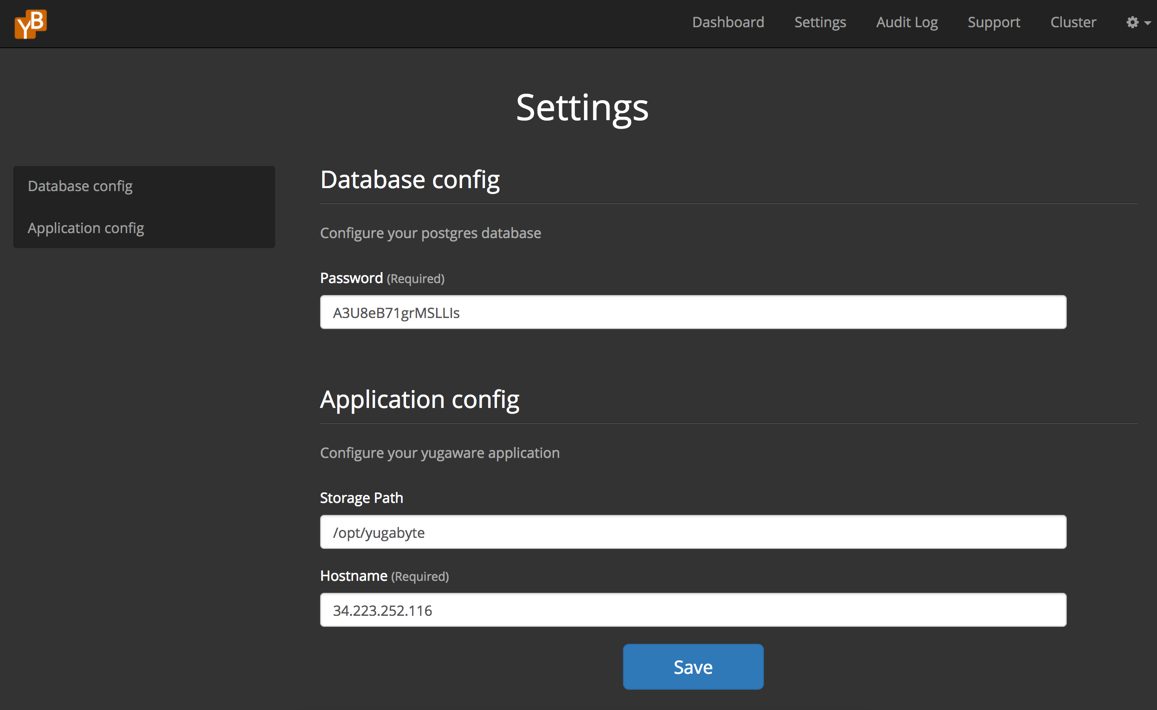 YB
Dashboard Settings Audit Log Support Cluster
Settings
Database config
Application config
Database config
Configure your postgres database
Password (Required)
A3U8eB71grMSLLIs
Application config
Configure your yugaware application
Storage Path
/opt/yugabyte
Hostname (Required)
34.223.252.116
Save